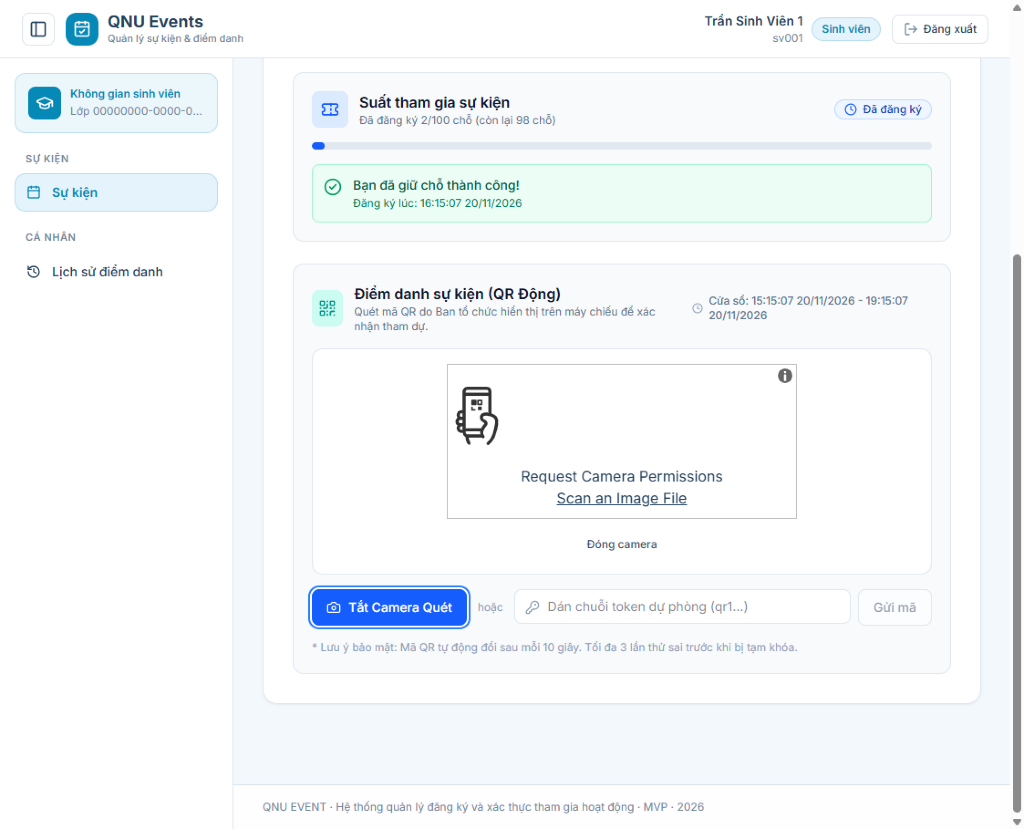 QNU Events
Quản lý sự kiện & điểm danh
Trần Sinh Viên 1
sv001
Sinh viên
Đăng xuất
Không gian sinh viên
Lớp 00000000-0000-0...
SỰ KIỆN
Sự kiện
CÁ NHÂN
Lịch sử điểm danh
Suất tham gia sự kiện
Đã đăng ký 2/100 chỗ (còn lại 98 chỗ)
Đã đăng ký
Bạn đã giữ chỗ thành công!
Đăng ký lúc: 16:15:07 20/11/2026
Điểm danh sự kiện (QR Động)
Quét mã QR do Ban tổ chức hiển thị trên máy chiếu để xác
nhận tham dự.
Cửa sổ: 15:15:07 20/11/2026 - 19:15:07
20/11/2026
Request Camera Permissions
Scan an Image File
Đóng camera
Tắt Camera Quét
hoặc
Dán chuỗi token dự phòng (qr1...)
Gửi mã
* Lưu ý bảo mật: Mã QR tự động đổi sau mỗi 10 giây. Tối đa 3 lần thử sai trước khi bị tạm khóa.
QNU EVENT · Hệ thống quản lý đăng ký và xác thực tham gia hoạt động · MVP · 2026